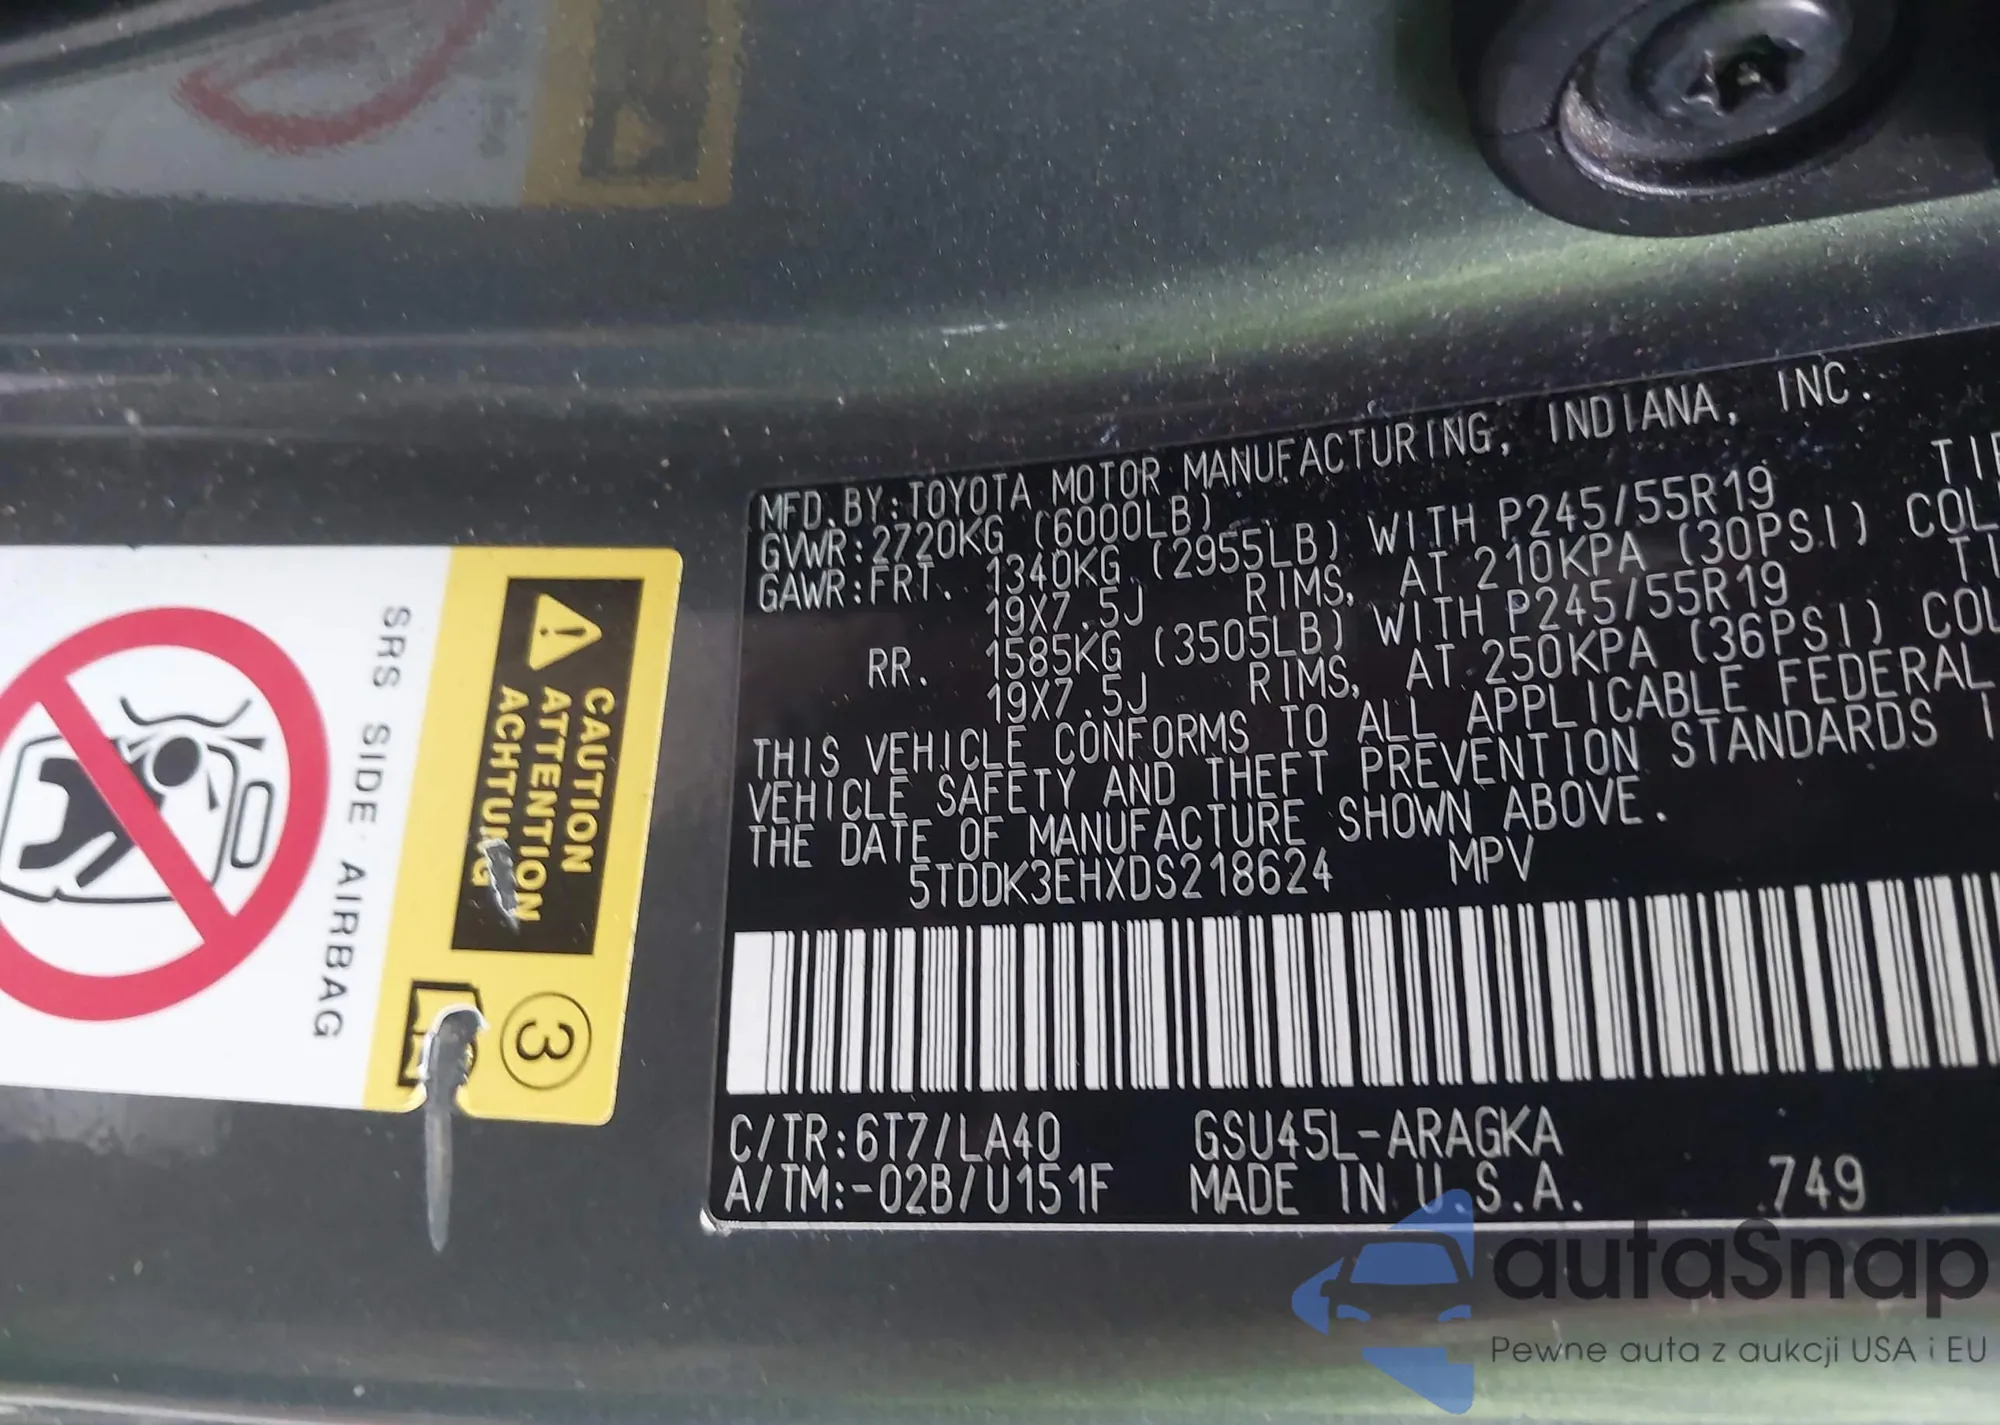 MFD. BY: TOYOTA MOTOR MANUFACTURING, INDIANA, INC.
GVWR: 2720KG (6000LB)
GAWR: FRT. 1340KG (2955LB) WITH P245/55R19
19X7.5J RIMS, AT 210KPA (30PSI)
RR. 1585KG (3505LB) WITH P245/55R19
19X7.5J RIMS, AT 250KPA (36PSI)
THIS VEHICLE CONFORMS TO ALL APPLICABLE FEDERAL
VEHICLE SAFETY AND THEFT PREVENTION STANDARDS
THE DATE OF MANUFACTURE SHOWN ABOVE.
5TDDK3EHXDS218624 MPV
C/TR: 6T7/LA40 GSU45L-ARAGKA
A/TM: -02B/U151F MADE IN U.S.A. 749
CAUTION
ATTENTION
ACHTUNG
3
SRS SIDE AIRBAG
autaSnap
Pewne auta z aukcji USA i EU